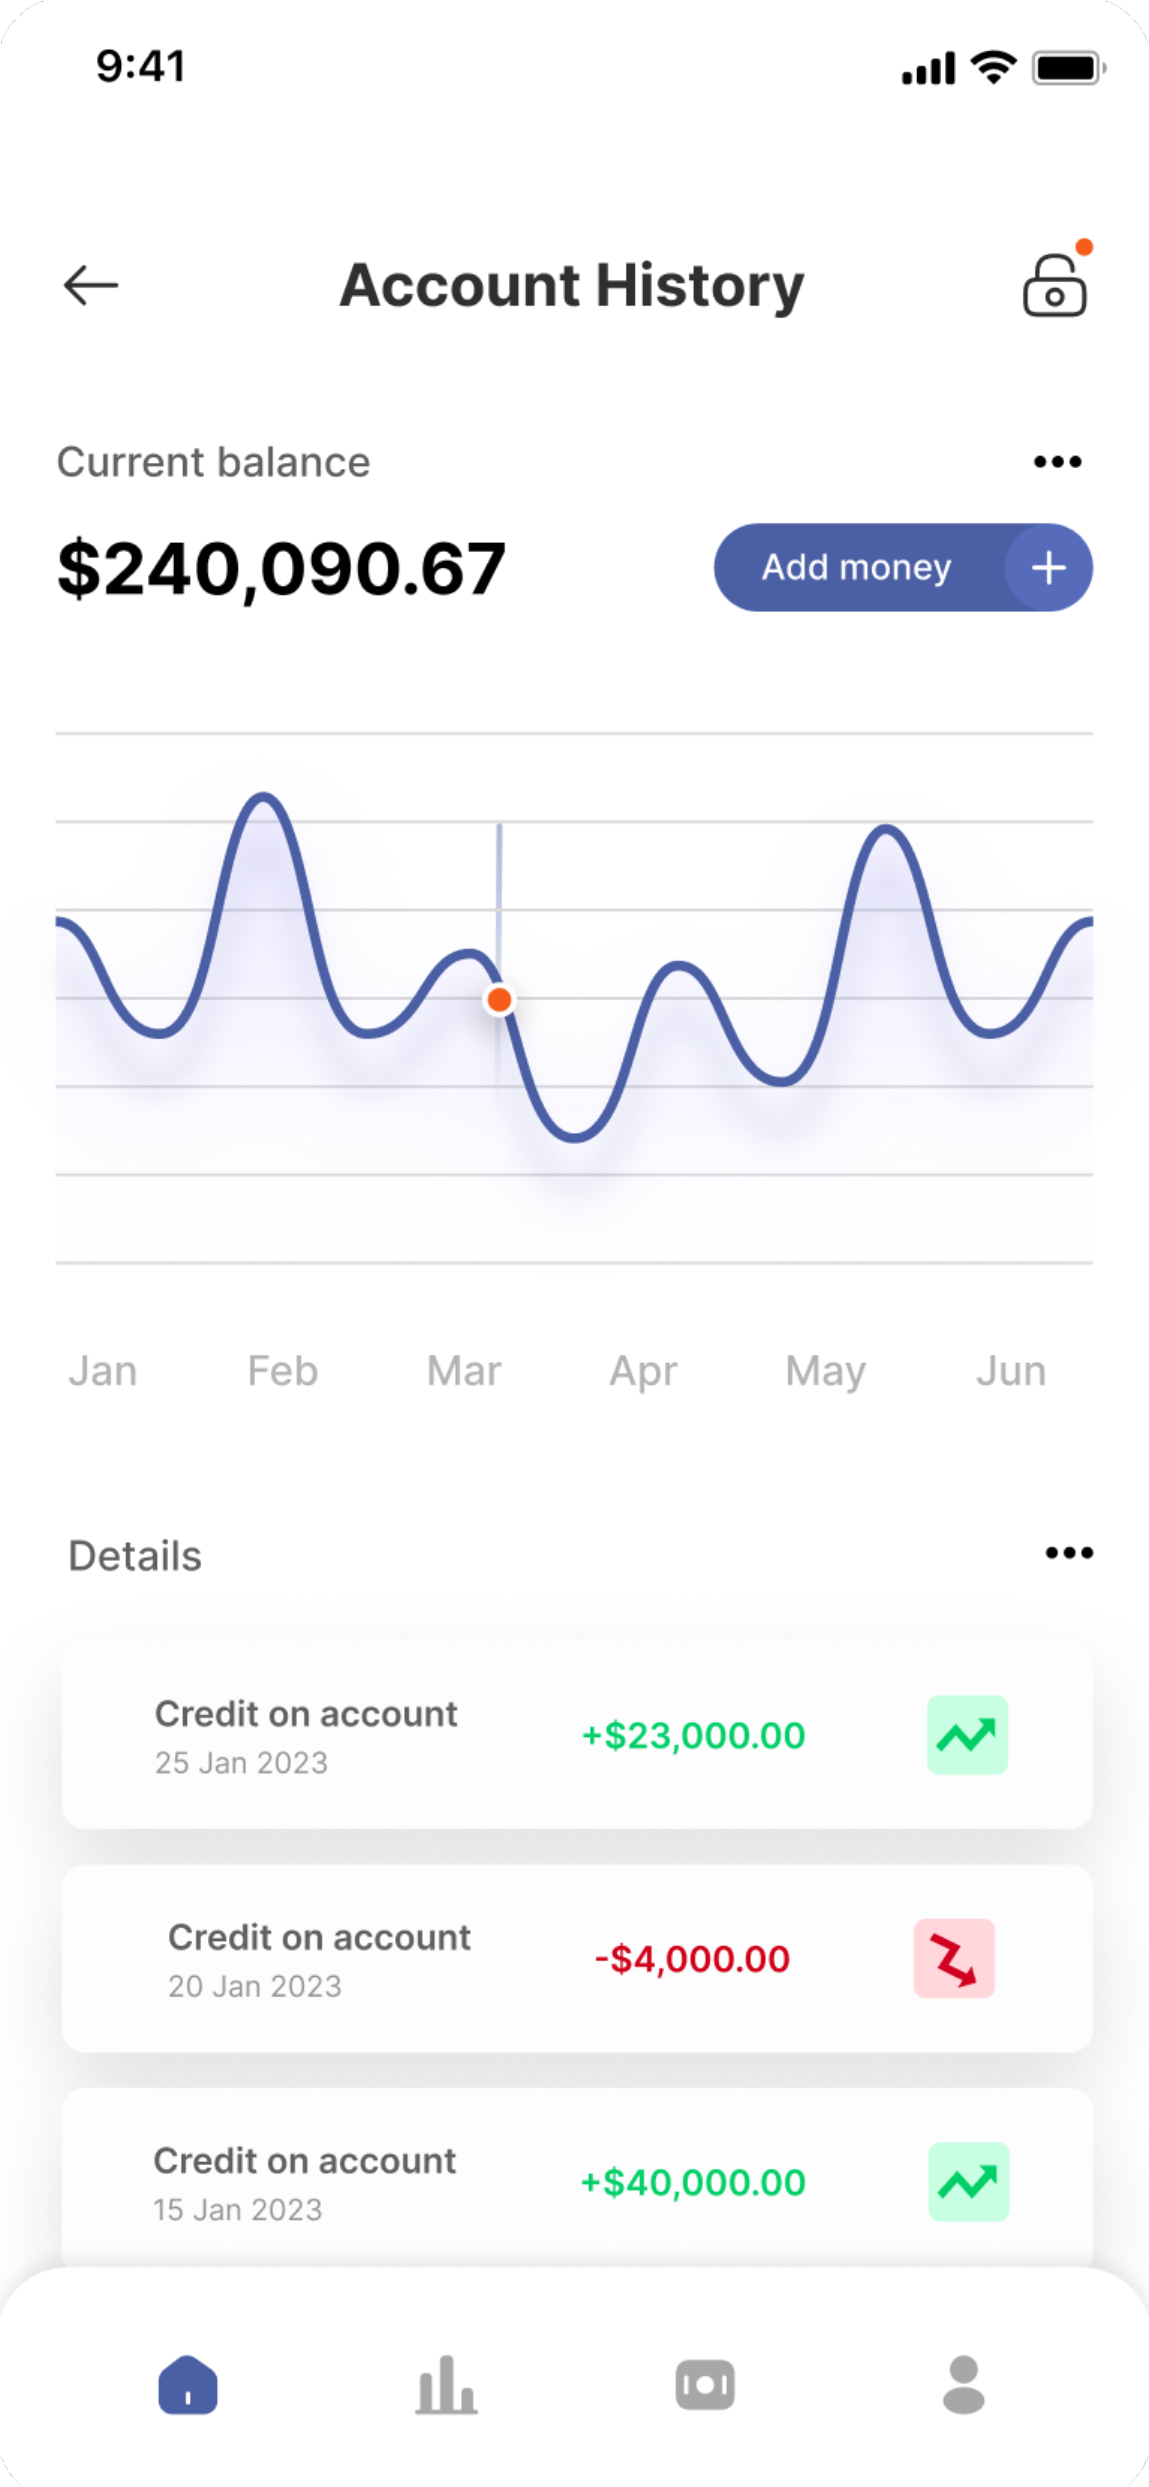 9:41
Account History
Current balance
$240,090.67
Add money
Jan Feb Mar Apr May Jun
Details
Credit on account
25 Jan 2023
+$23,000.00
Credit on account
20 Jan 2023
-$4,000.00
Credit on account
15 Jan 2023
+$40,000.00